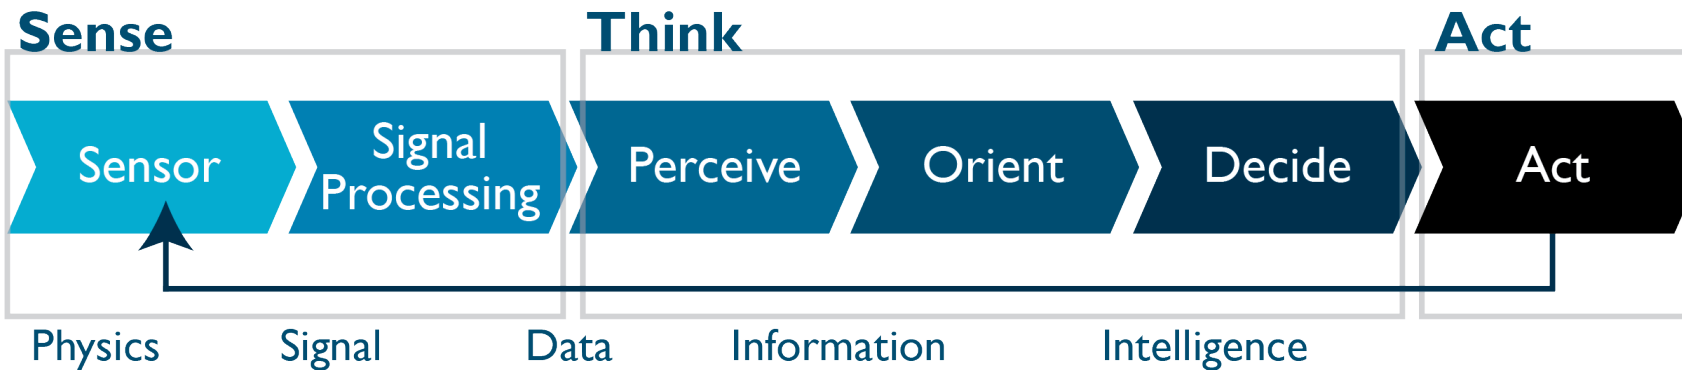 Sense
Think
Act
Sensor
Signal
Processing
Perceive
Orient
Decide
Act
Physics
Signal
Data
Information
Intelligence